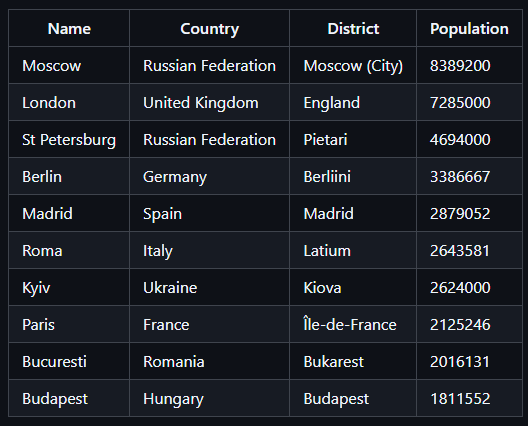 Name Country District Population
Moscow Russian Federation Moscow (City) 8389200
London United Kingdom England 7285000
St Petersburg Russian Federation Pietari 4694000
Berlin Germany Berliini 3386667
Madrid Spain Madrid 2879052
Roma Italy Latium 2643581
Kyiv Ukraine Kiova 2624000
Paris France Île-de-France 2125246
Bucuresti Romania Bukarest 2016131
Budapest Hungary Budapest 1811552